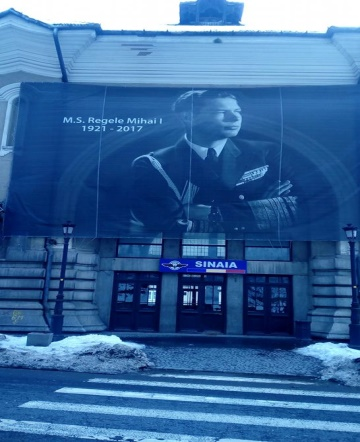 M.S. Regele Mihai I
1921 - 2017
SINAIA